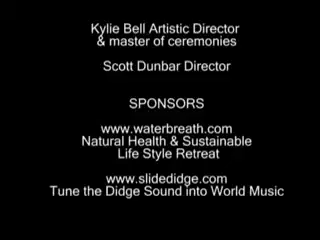 Kylie Bell Artistic Director
& master of ceremonies
Scott Dunbar Director
SPONSORS
www.waterbreath.com
Natural Health & Sustainable
Life Style Retreat
www.slidedidge.com
Tune the Didge Sound into World Music